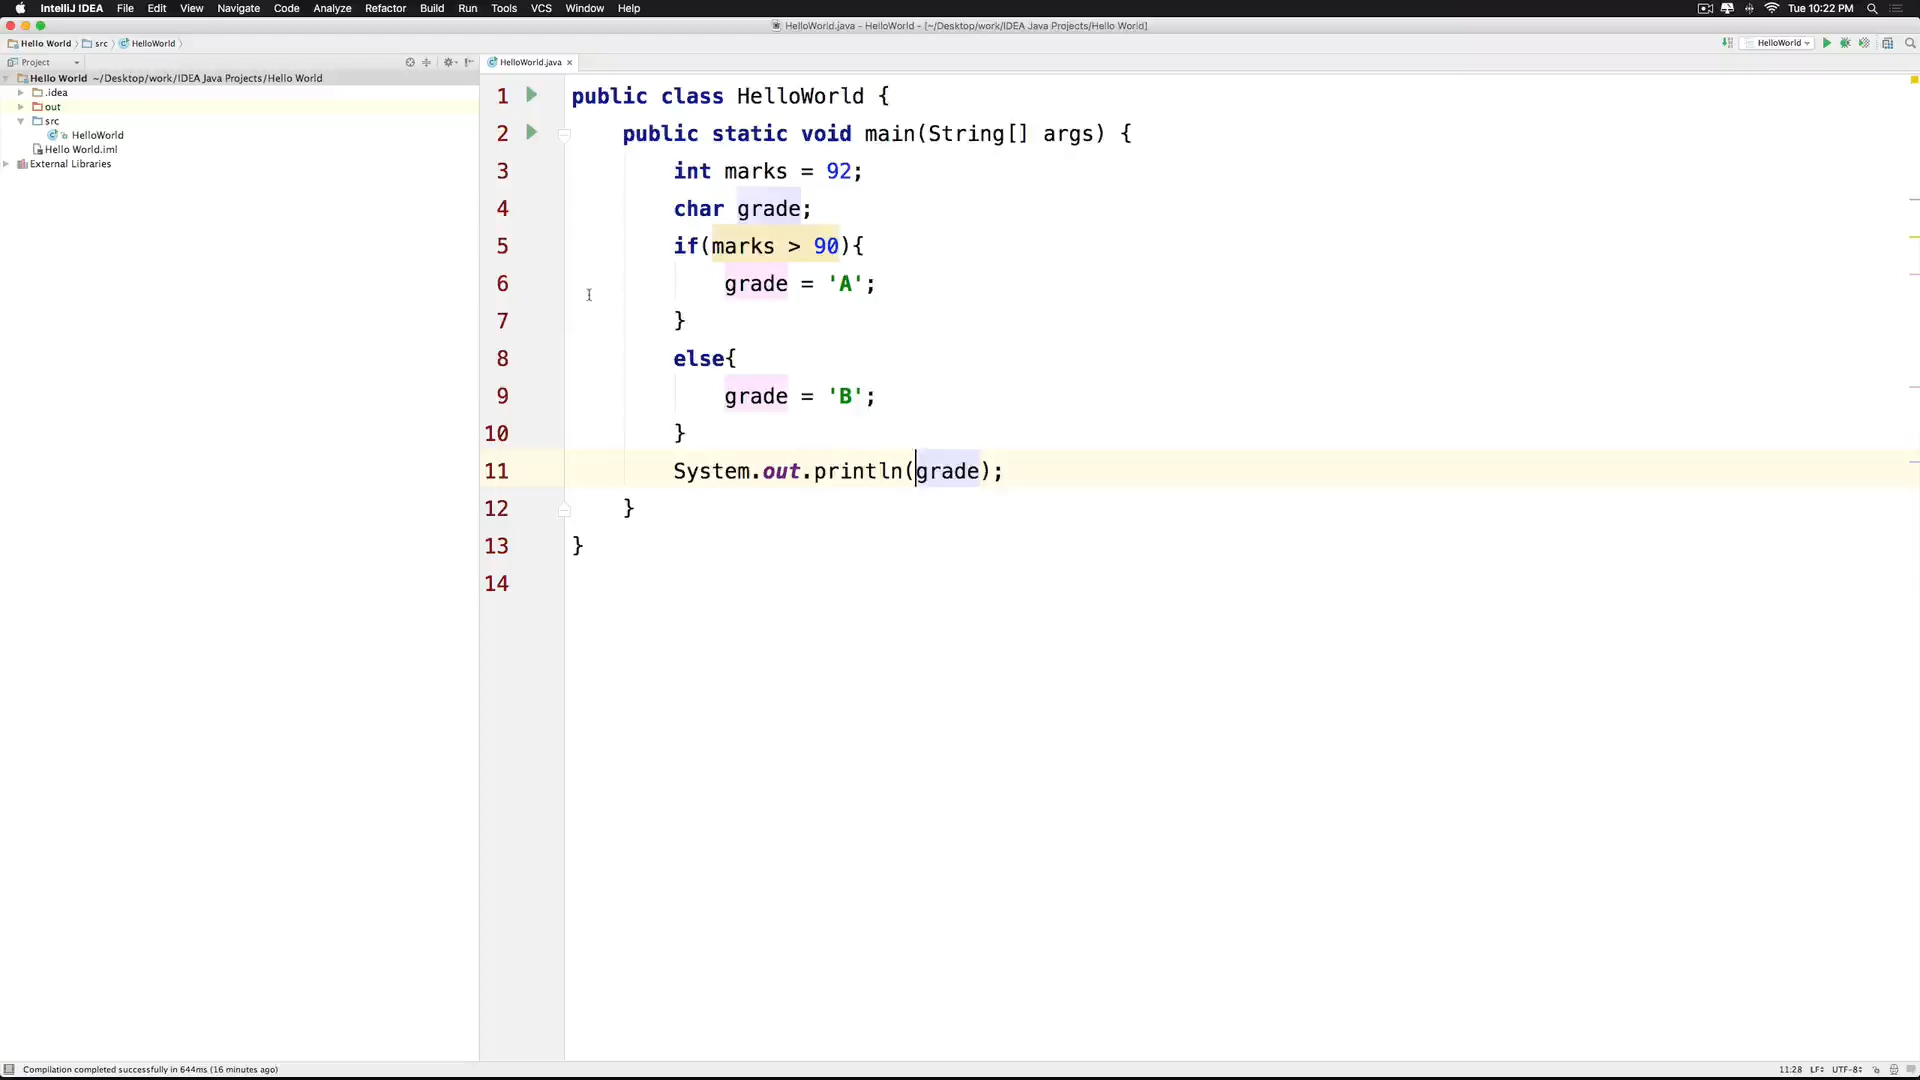 IntelliJ IDEA File Edit View Navigate Code Analyze Refactor Build Run Tools VCS Window Help Tue 10:22 PM
HelloWorld.java - HelloWorld - [~/Desktop/work/IDEA Java Projects/Hello World]
Hello World src HelloWorld HelloWorld
Project HelloWorld.java
Hello World ~/Desktop/work/IDEA Java Projects/Hello World
.idea
out
src
HelloWorld
Hello World.iml
External Libraries
1 public class HelloWorld {
2 public static void main(String[] args) {
3 int marks = 92;
4 char grade;
5 if(marks > 90){
6 grade = 'A';
7 }
8 else{
9 grade = 'B';
10 }
11 System.out.println(grade);
12 }
13 }
14
Compilation completed successfully in 644ms (16 minutes ago) 11:28 LF UTF-8